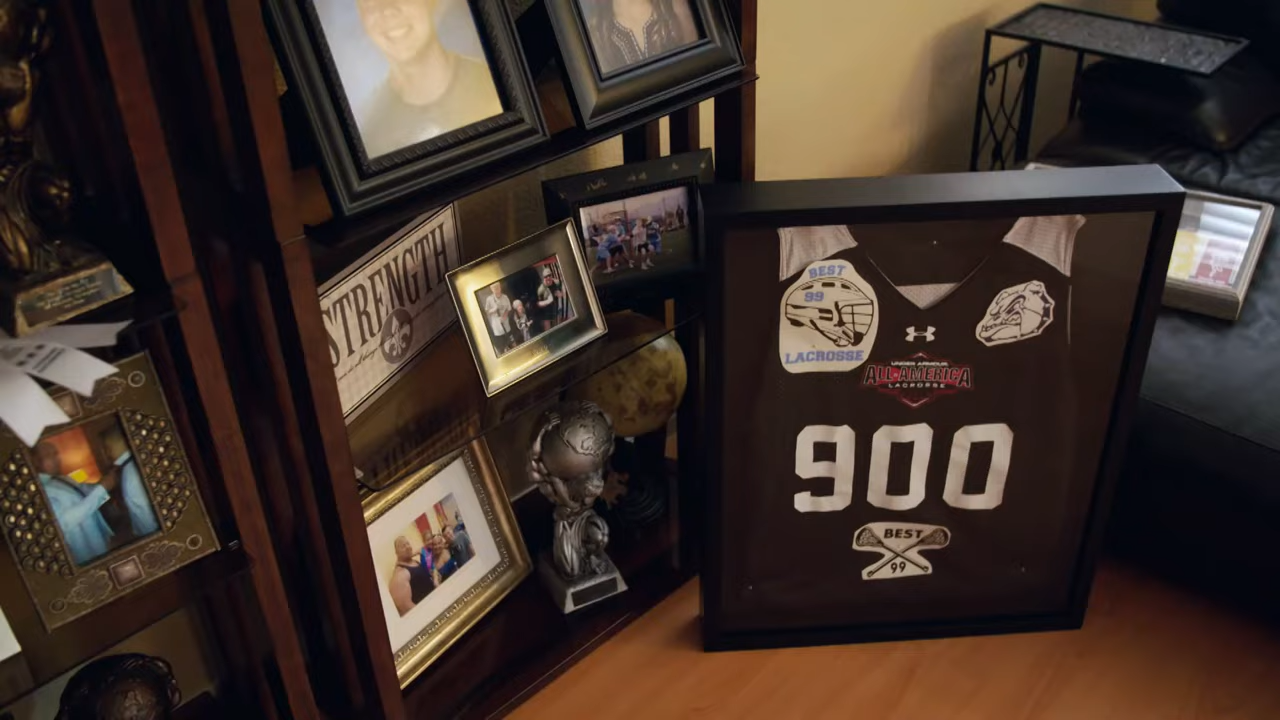 STRENGTH
BEST
99
LACROSSE
UNDER ARMOUR
ALL-AMERICA
LACROSSE
900
BEST
99